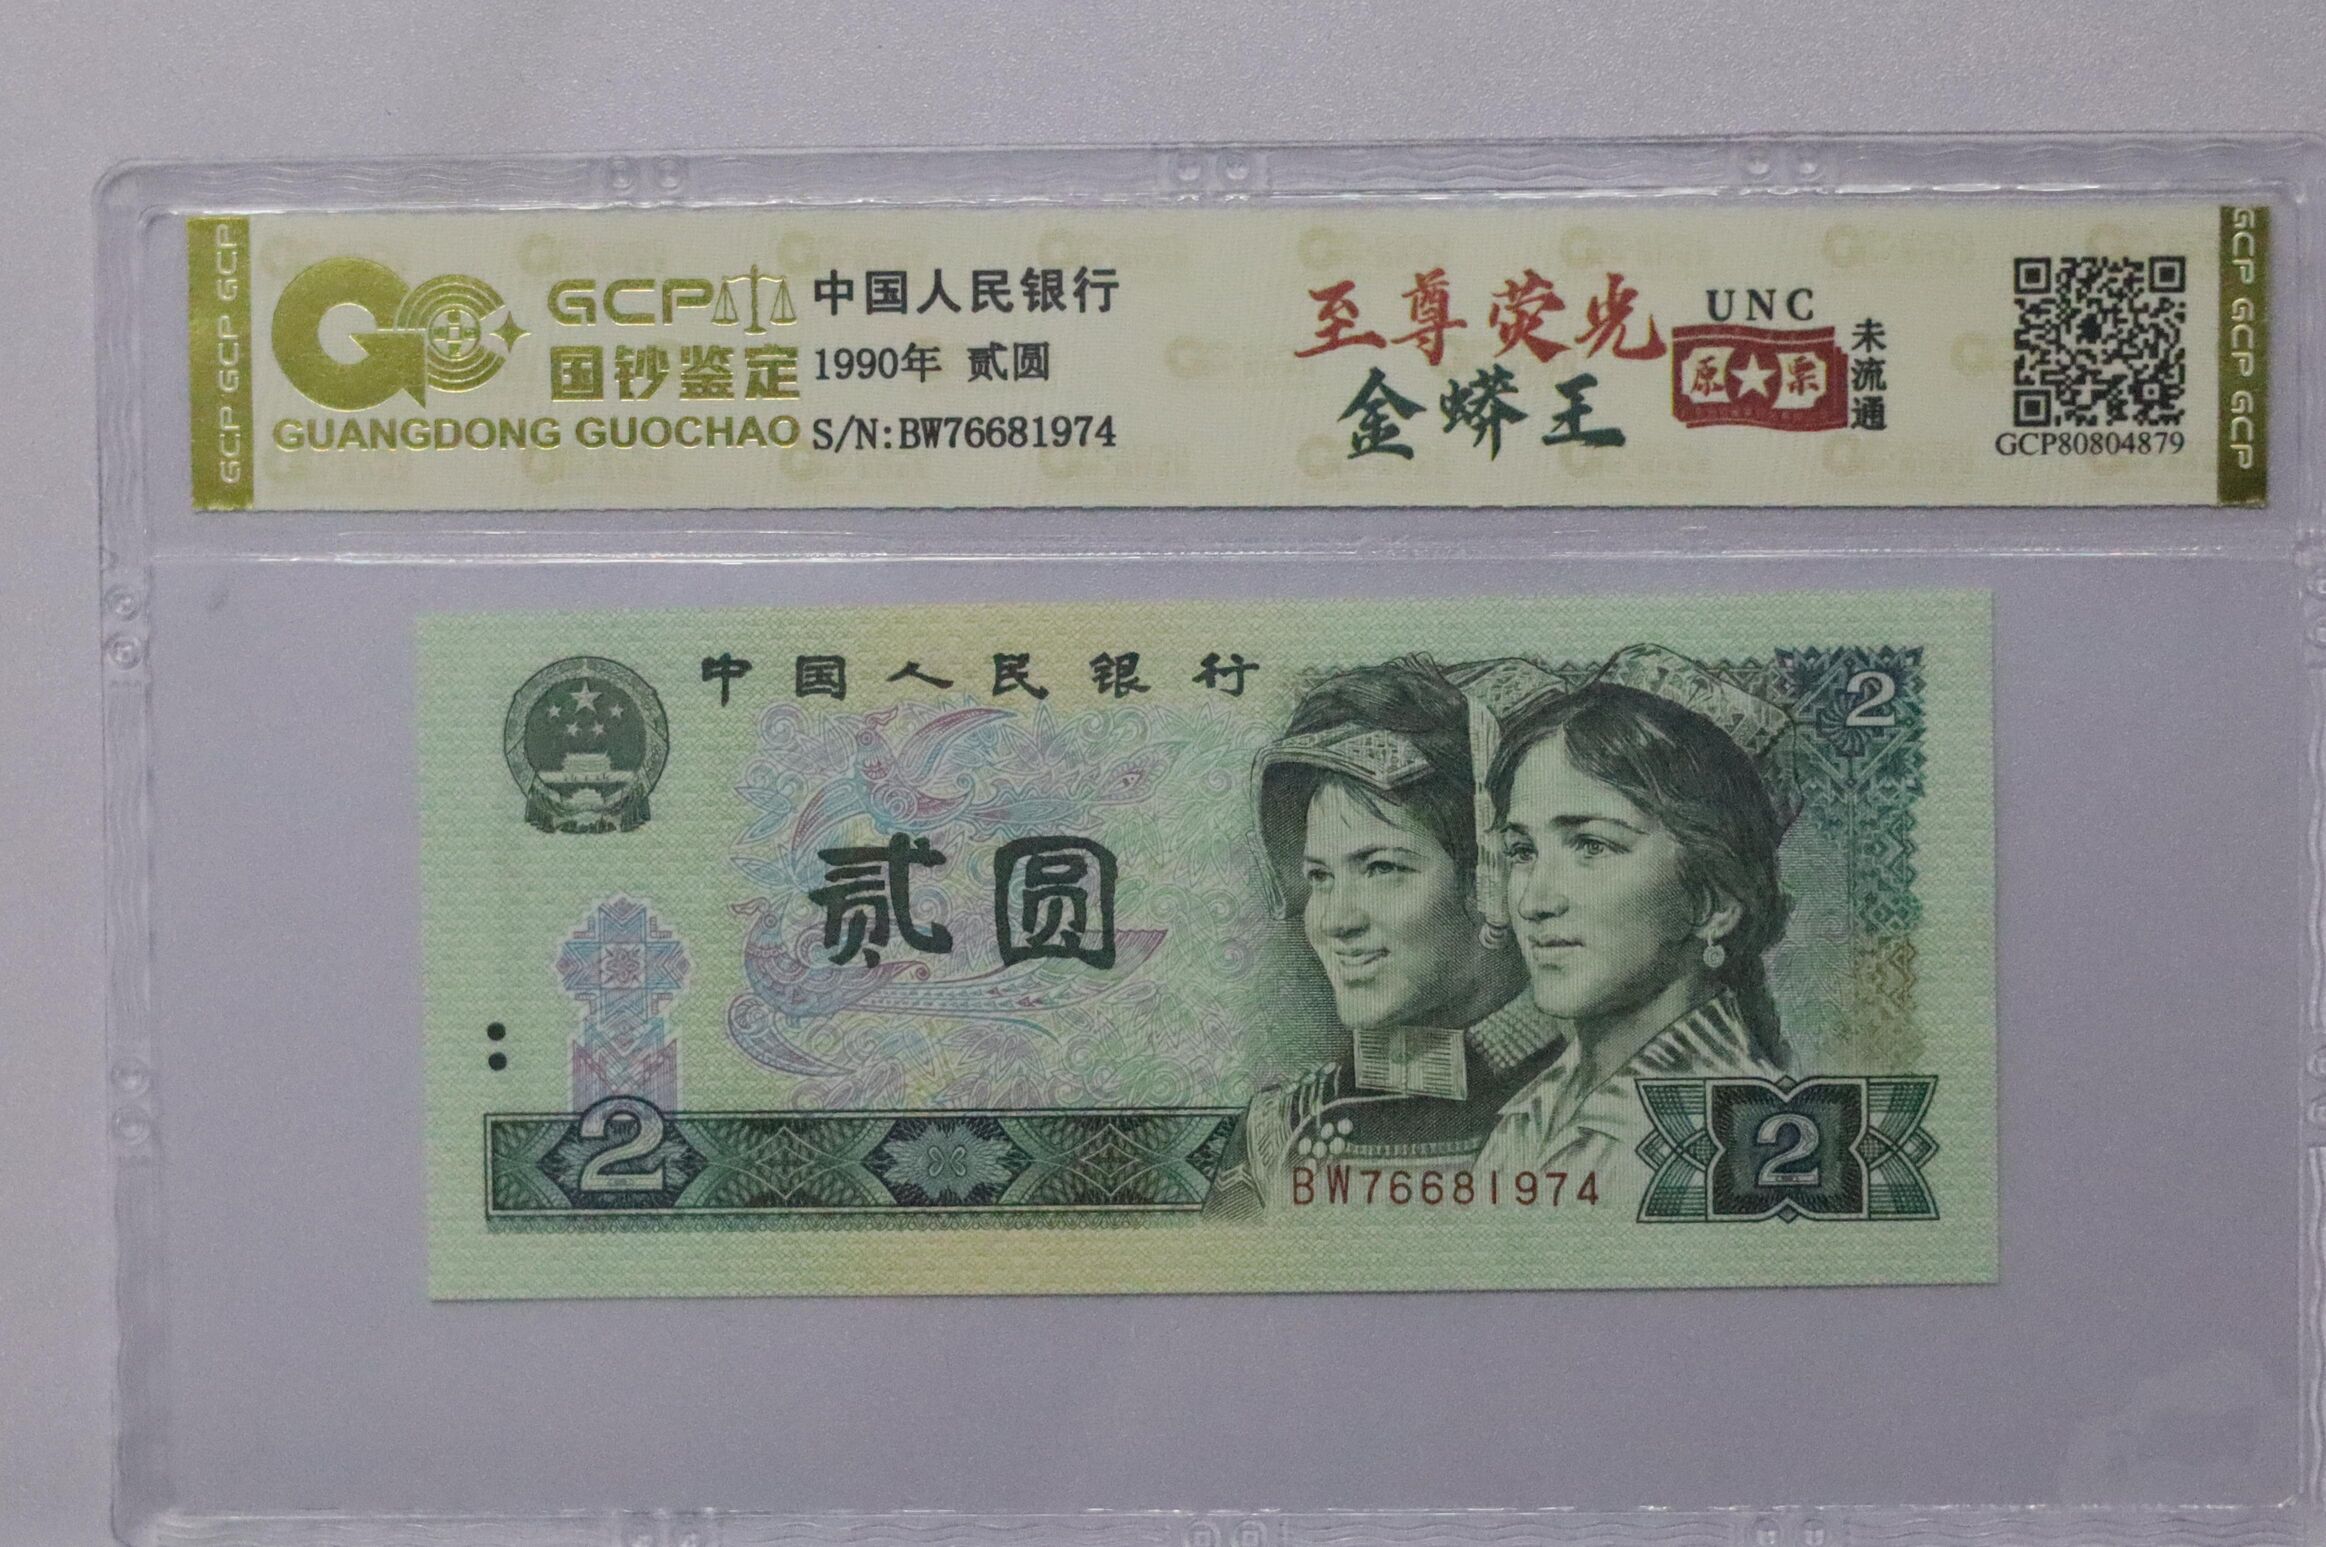 GCP GCP GCP
GCP
国钞鉴定
GUANGDONG GUOCHAO
中国人民银行
1990年 贰圆
S/N:BW76681974
至尊荧光
金蟒王
UNC
原★票
未流通
GCP80804879
GCP GCP GCP
中国人民银行
2
贰圆
2
BW76681974
2